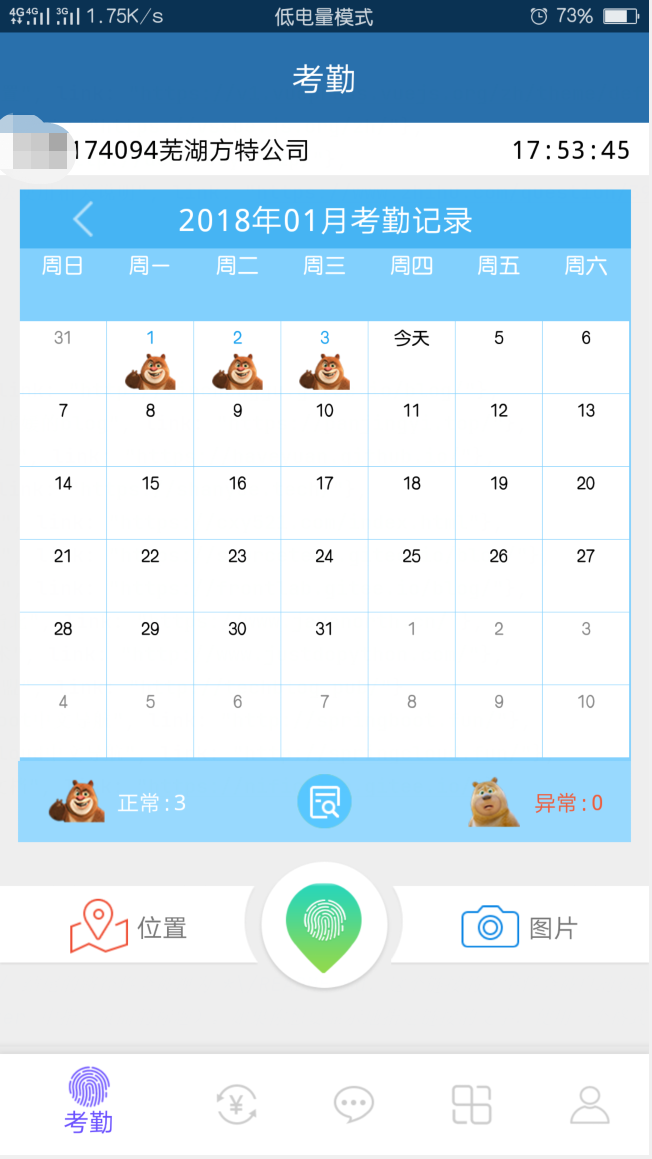 4G 4G 3G 1.75K/s 低电量模式 73%
考勤
174094芜湖方特公司 17:53:45
2018年01月考勤记录
周日 周一 周二 周三 周四 周五 周六
31 1 2 3 今天 5 6
7 8 9 10 11 12 13
14 15 16 17 18 19 20
21 22 23 24 25 26 27
28 29 30 31 1 2 3
4 5 6 7 8 9 10
正常:3 异常:0
位置 图片
考勤